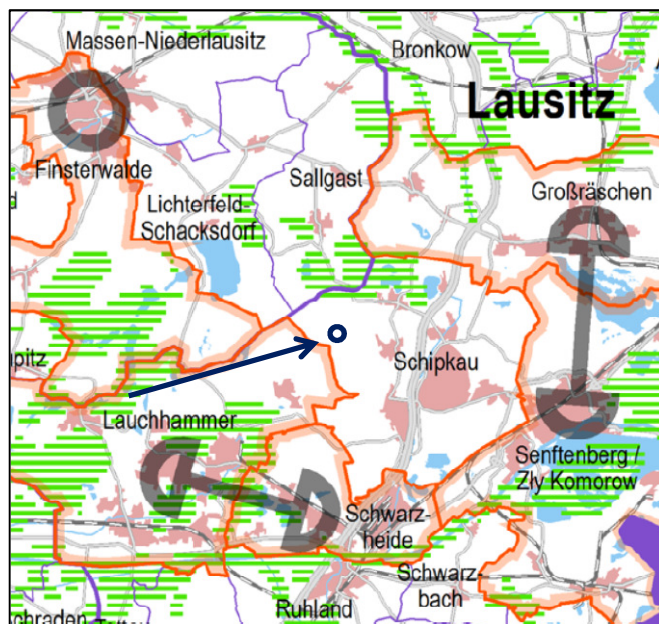 Massen-Niederlausitz
Bronkow
Lausitz
Finsterwalde
Sallgast
Großräschen
Lichterfeld-
Schacksdorf
Schipkau
Lauchhammer
Senftenberg /
Zły Komorow
Schwarz-
heide
Schwarz-
bach
Ruhland